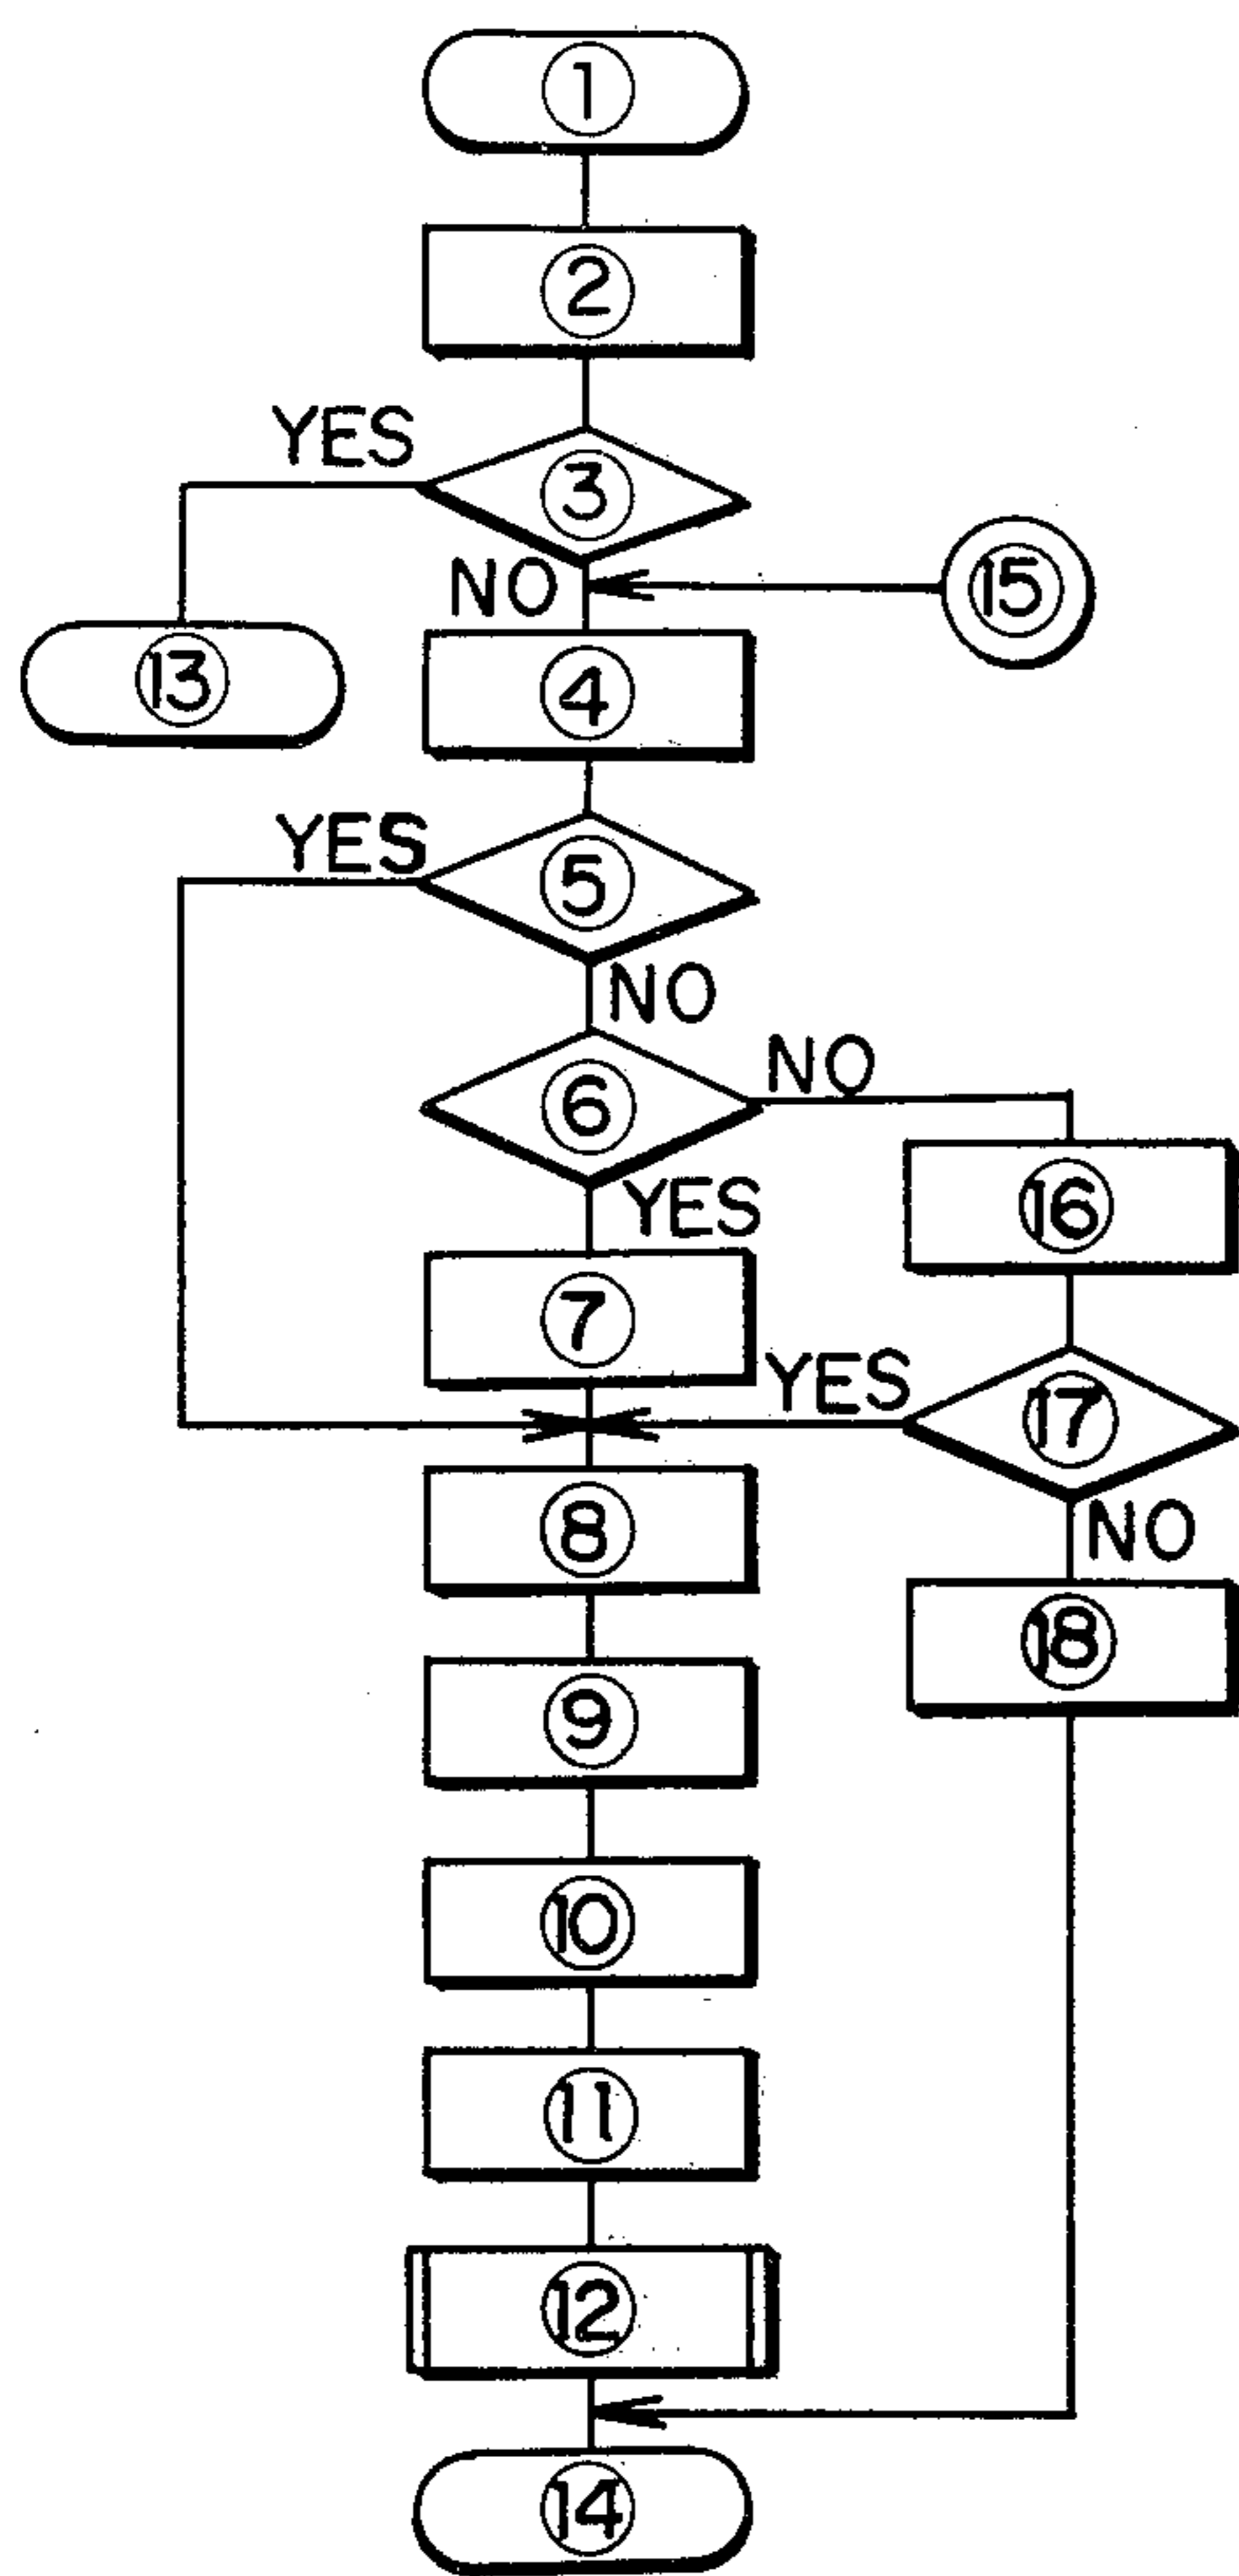 ①
②
YES
③
NO
⑮
⑬
④
YES
⑤
NO
⑥
NO
⑯
YES
⑦
YES
⑰
⑧
NO
⑱
⑨
⑩
⑪
⑫
⑭